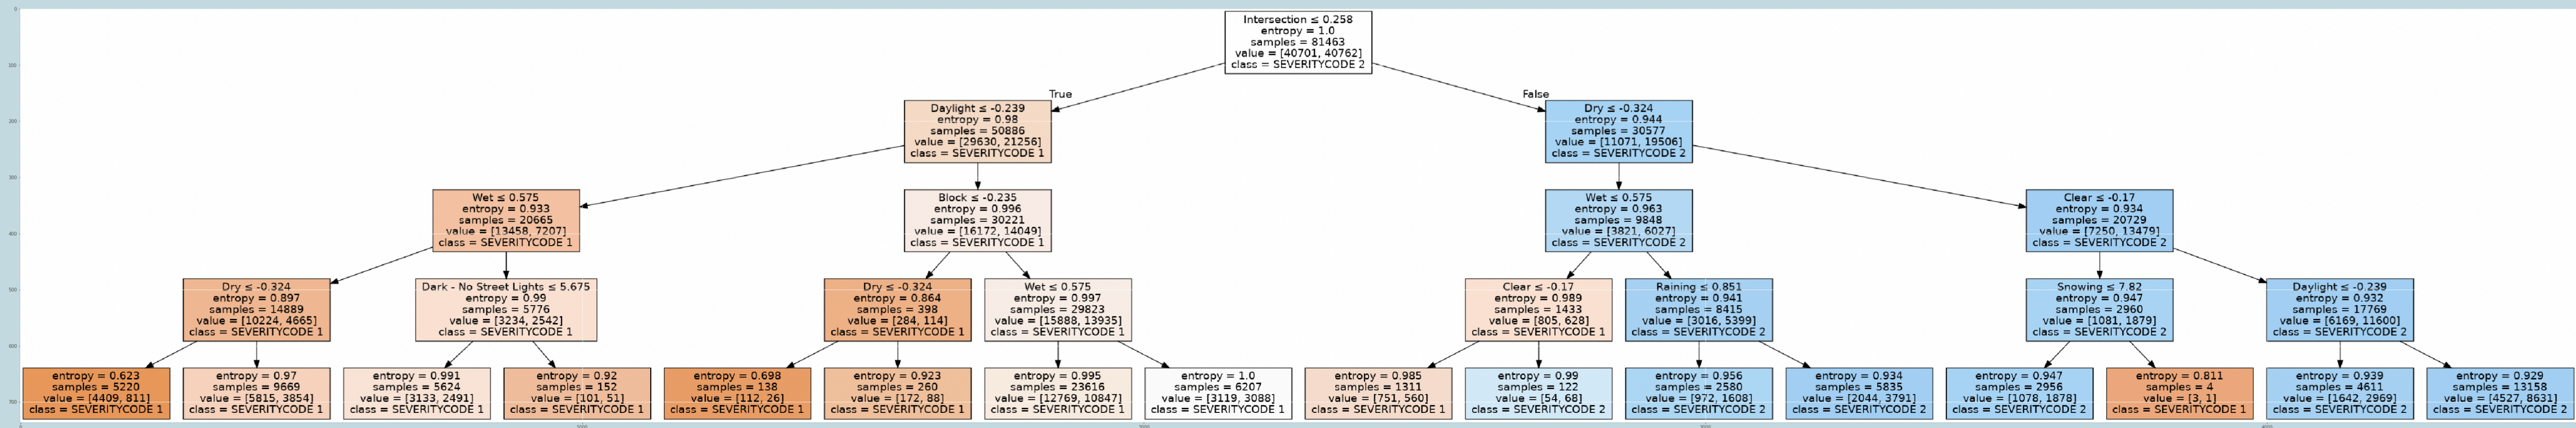 Intersection ≤ 0.258
entropy = 1.0
samples = 81463
value = [40701, 40762]
class = SEVERITYCODE 2
True
False
Daylight ≤ -0.239
entropy = 0.98
samples = 50886
value = [29630, 21256]
class = SEVERITYCODE 1
Dry ≤ -0.324
entropy = 0.944
samples = 30577
value = [11071, 19506]
class = SEVERITYCODE 2
Wet ≤ 0.575
entropy = 0.933
samples = 20665
value = [13458, 7207]
class = SEVERITYCODE 1
Block ≤ -0.235
entropy = 0.996
samples = 30221
value = [16172, 14049]
class = SEVERITYCODE 1
Wet ≤ 0.575
entropy = 0.963
samples = 9848
value = [3821, 6027]
class = SEVERITYCODE 2
Clear ≤ -0.17
entropy = 0.934
samples = 20729
value = [7250, 13479]
class = SEVERITYCODE 2
Dry ≤ -0.324
entropy = 0.897
samples = 14889
value = [10224, 4665]
class = SEVERITYCODE 1
Dark - No Street Lights ≤ 5.675
entropy = 0.99
samples = 5776
value = [3234, 2542]
class = SEVERITYCODE 1
Dry ≤ -0.324
entropy = 0.864
samples = 398
value = [284, 114]
class = SEVERITYCODE 1
Wet ≤ 0.575
entropy = 0.997
samples = 29823
value = [15888, 13935]
class = SEVERITYCODE 1
Clear ≤ -0.17
entropy = 0.989
samples = 1433
value = [805, 628]
class = SEVERITYCODE 1
Raining ≤ 0.851
entropy = 0.941
samples = 8415
value = [3016, 5399]
class = SEVERITYCODE 2
Snowing ≤ 7.82
entropy = 0.947
samples = 2960
value = [1081, 1879]
class = SEVERITYCODE 2
Daylight ≤ -0.239
entropy = 0.932
samples = 17769
value = [6169, 11600]
class = SEVERITYCODE 2
entropy = 0.623
samples = 5220
value = [4409, 811]
class = SEVERITYCODE 1
entropy = 0.97
samples = 9669
value = [5815, 3854]
class = SEVERITYCODE 1
entropy = 0.991
samples = 5624
value = [3133, 2491]
class = SEVERITYCODE 1
entropy = 0.92
samples = 152
value = [101, 51]
class = SEVERITYCODE 1
entropy = 0.698
samples = 138
value = [112, 26]
class = SEVERITYCODE 1
entropy = 0.923
samples = 260
value = [172, 88]
class = SEVERITYCODE 1
entropy = 0.995
samples = 23616
value = [12769, 10847]
class = SEVERITYCODE 1
entropy = 1.0
samples = 6207
value = [3119, 3088]
class = SEVERITYCODE 1
entropy = 0.985
samples = 1311
value = [751, 560]
class = SEVERITYCODE 1
entropy = 0.99
samples = 122
value = [54, 68]
class = SEVERITYCODE 2
entropy = 0.956
samples = 2580
value = [972, 1608]
class = SEVERITYCODE 2
entropy = 0.934
samples = 5835
value = [2044, 3791]
class = SEVERITYCODE 2
entropy = 0.947
samples = 2956
value = [1078, 1878]
class = SEVERITYCODE 2
entropy = 0.811
samples = 4
value = [3, 1]
class = SEVERITYCODE 1
entropy = 0.939
samples = 4611
value = [1642, 2969]
class = SEVERITYCODE 2
entropy = 0.929
samples = 13158
value = [4527, 8631]
class = SEVERITYCODE 2
0
100
200
300
400
500
600
700